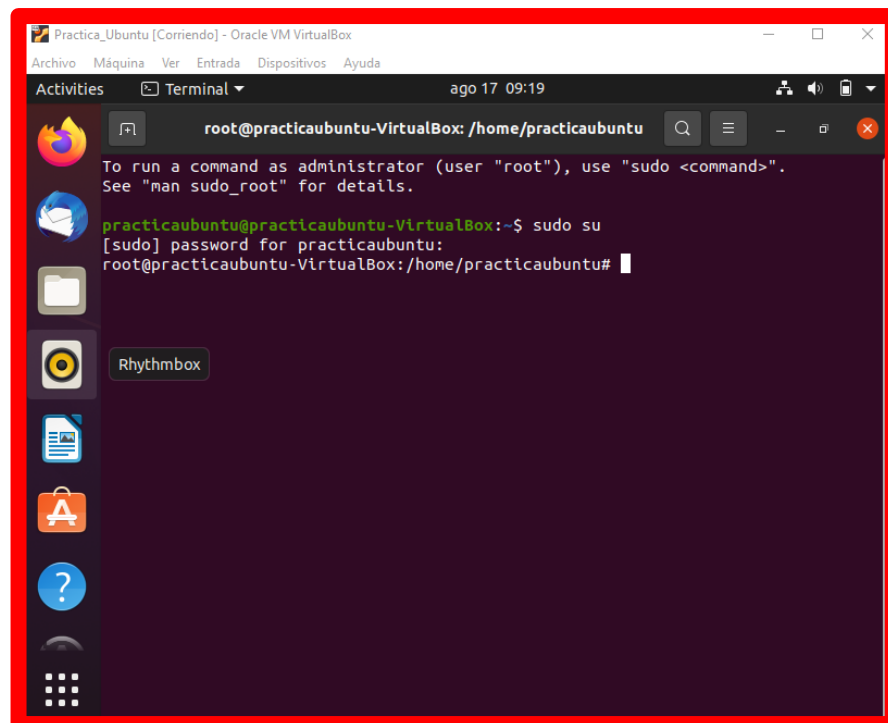 Practica_Ubuntu [Corriendo] - Oracle VM VirtualBox
Archivo Máquina Ver Entrada Dispositivos Ayuda
Activities Terminal ago 17 09:19
root@practicaubuntu-VirtualBox: /home/practicaubuntu
To run a command as administrator (user "root"), use "sudo <command>".
See "man sudo_root" for details.
practicaubuntu@practicaubuntu-VirtualBox:~$ sudo su
[sudo] password for practicaubuntu:
root@practicaubuntu-VirtualBox:/home/practicaubuntu#
Rhythmbox